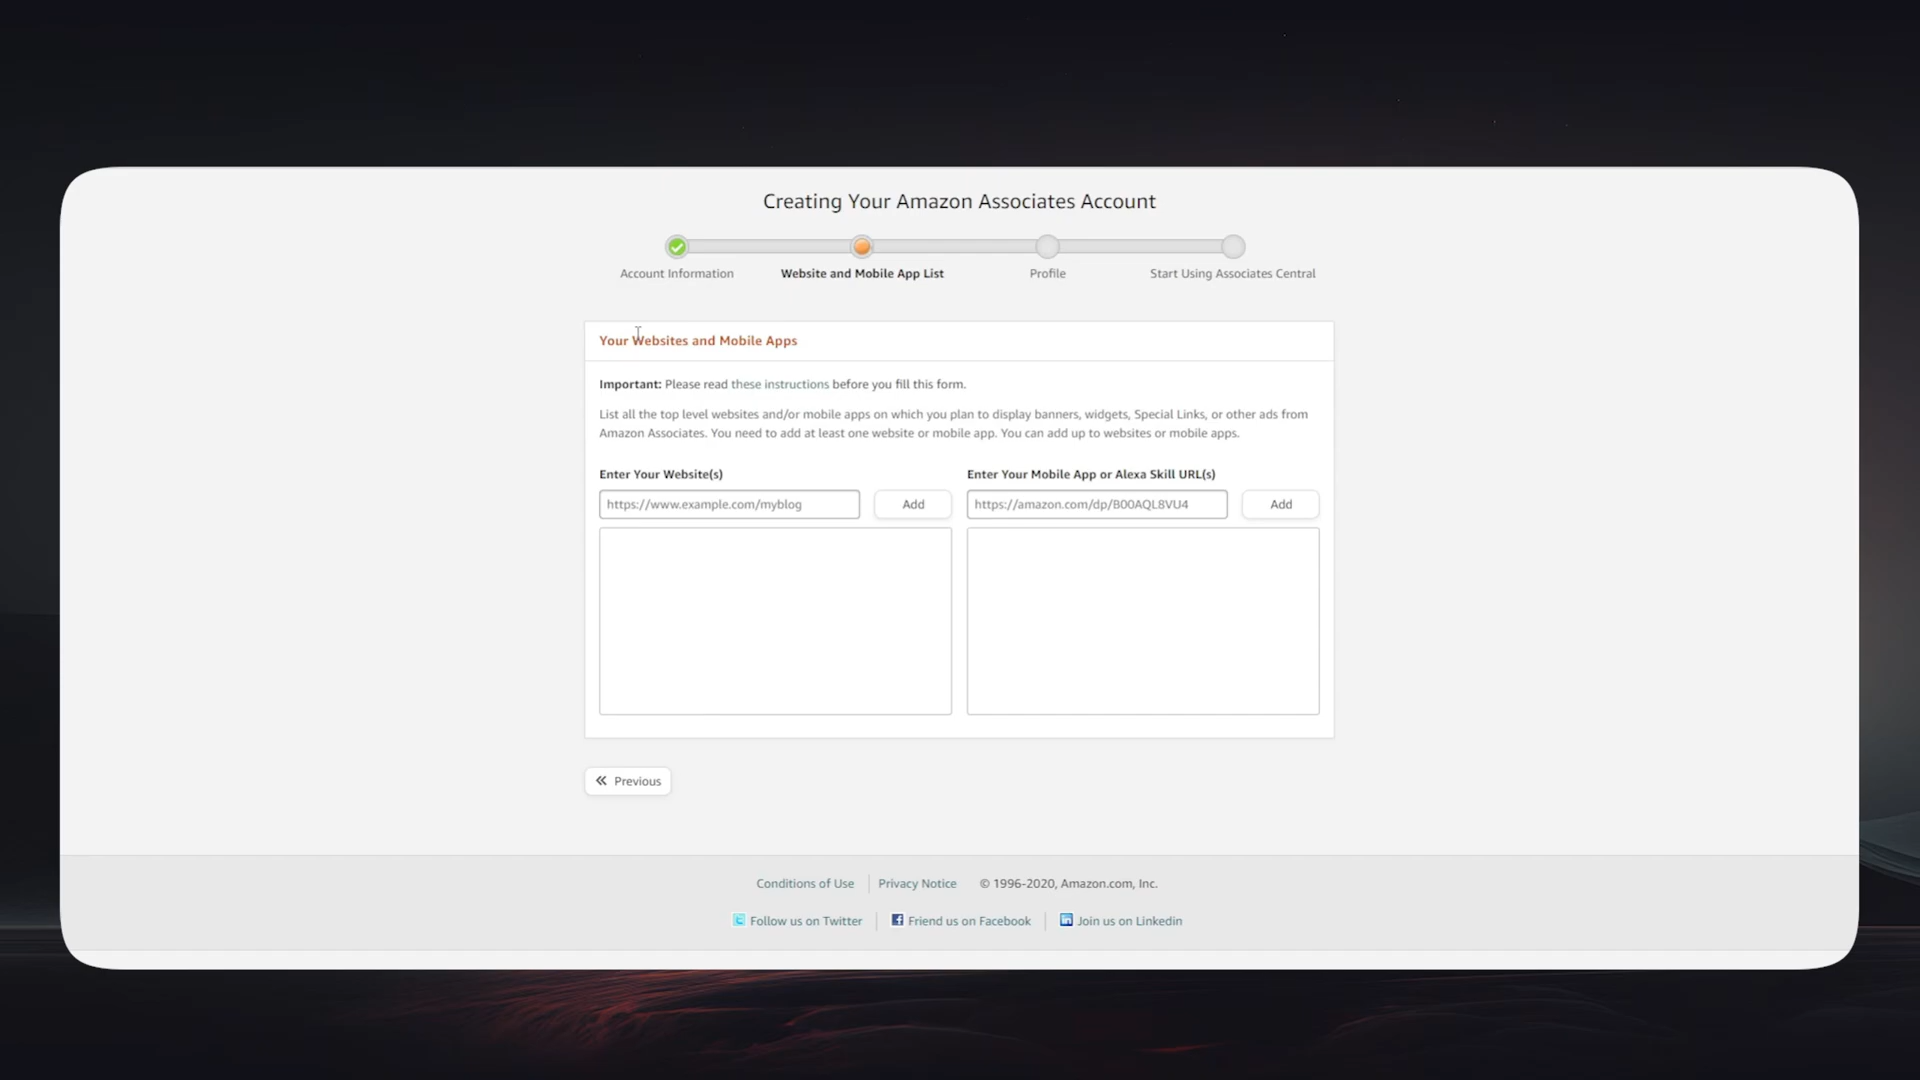 Creating Your Amazon Associates Account
Account Information
Website and Mobile App List
Profile
Start Using Associates Central
Your Websites and Mobile Apps
Important: Please read these instructions before you fill this form.
List all the top level websites and/or mobile apps on which you plan to display banners, widgets, Special Links, or other ads from
Amazon Associates. You need to add at least one website or mobile app. You can add up to websites or mobile apps.
Enter Your Website(s)
https://www.example.com/myblog
Add
Enter Your Mobile App or Alexa Skill URL(s)
https://amazon.com/dp/B00AQL8VU4
Add
« Previous
Conditions of Use
Privacy Notice
© 1996-2020, Amazon.com, Inc.
Follow us on Twitter
Friend us on Facebook
Join us on Linkedin